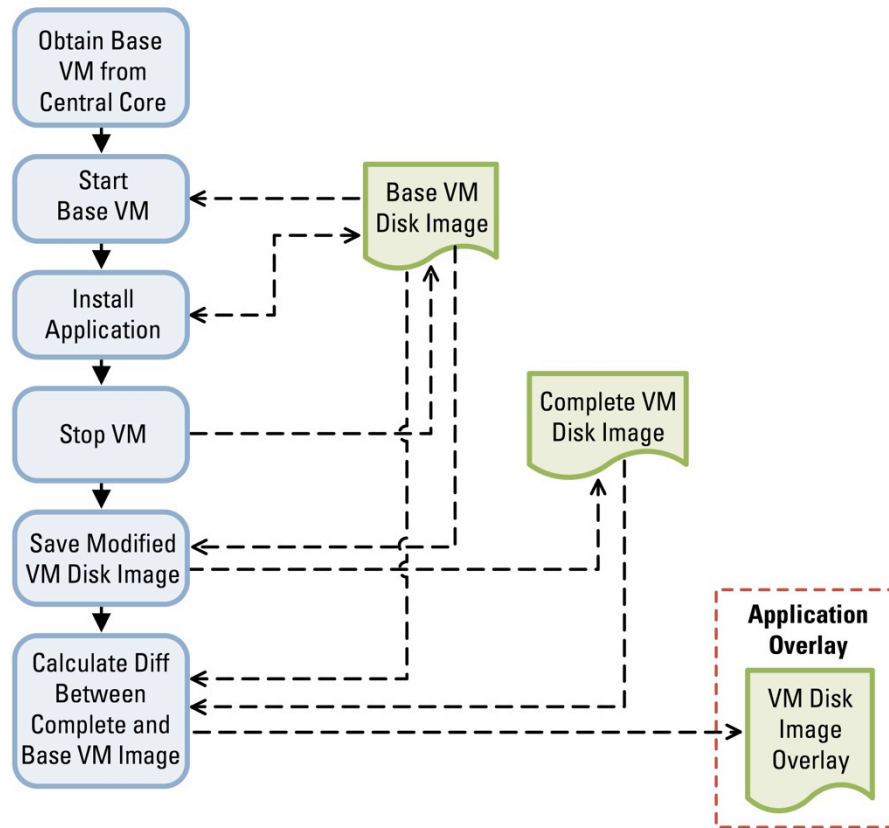 Obtain Base
VM from
Central Core
Start
Base VM
Base VM
Disk Image
Install
Application
Stop VM
Complete VM
Disk Image
Save Modified
VM Disk Image
Calculate Diff
Between
Complete and
Base VM Image
Application
Overlay
VM Disk
Image
Overlay